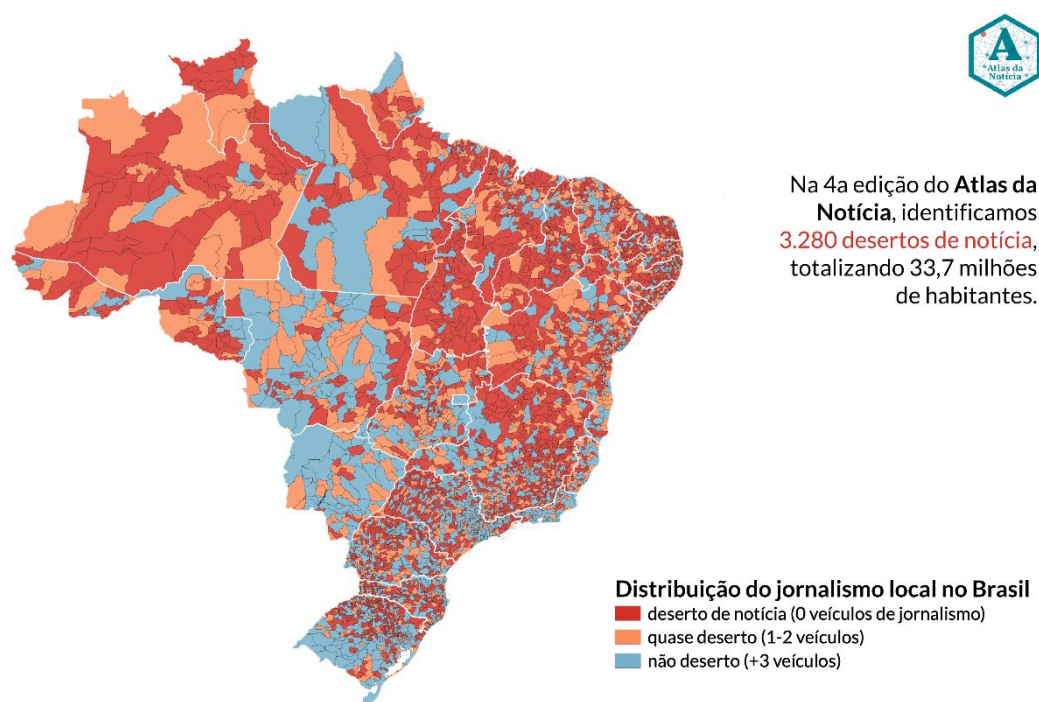 A
Atlas da
Notícia
Na 4a edição do Atlas da
Notícia, identificamos
3.280 desertos de notícia,
totalizando 33,7 milhões
de habitantes.
Distribuição do jornalismo local no Brasil
deserto de notícia (0 veículos de jornalismo)
quase deserto (1-2 veículos)
não deserto (+3 veículos)